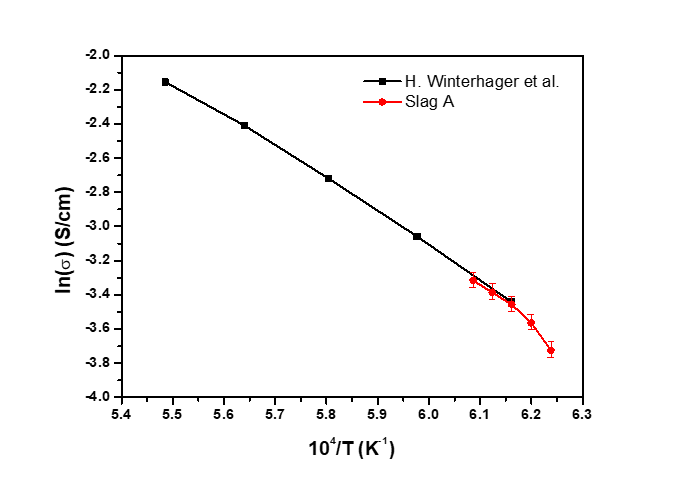 -2.0
-2.2
-2.4
-2.6
-2.8
-3.0
-3.2
-3.4
-3.6
-3.8
-4.0
ln(σ) (S/cm)
H. Winterhager et al.
Slag A
5.4 5.5 5.6 5.7 5.8 5.9 6.0 6.1 6.2 6.3
10⁴/T (K⁻¹)